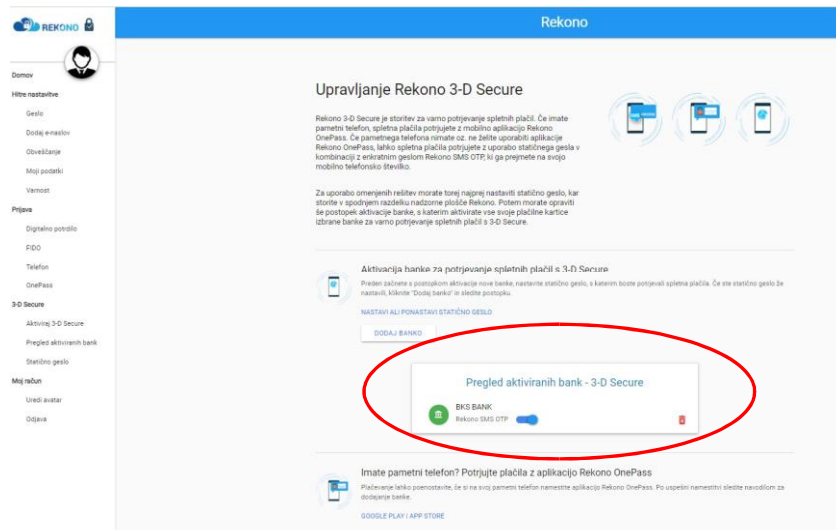 REKONO
Rekono
Domov
Hitre nastavitve
Geslo
Dodaj e-naslov
Obveščanje
Moji podatki
Varnost
Prijava
Digitalno potrdilo
FIDO
Telefon
OnePass
3-D Secure
Aktiviraj 3-D Secure
Pregled aktiviranih bank
Statično geslo
Moj račun
Uredi avatar
Odjava
Upravljanje Rekono 3-D Secure
Rekono 3-D Secure je storitev za varno potrjevanje spletnih plačil. Če imate
pametni telefon, spletna plačila potrjujete z mobilno aplikacijo Rekono
OnePass. Če pametnega telefona nimate oz. ne želite uporabiti aplikacije
Rekono OnePass, lahko spletna plačila potrjujete z uporabo statičnega gesla v
kombinaciji z enkratnim geslom Rekono SMS OTP, ki ga prejmete na svojo
mobilno telefonsko številko.
Za uporabo omenjenih rešitev morate torej najprej nastaviti statično geslo, kar
storite v spodnjem razdelku nadzorne plošče Rekono. Potem morate opraviti
še postopek aktivacije banke, s katerim aktivirate vse svoje plačilne kartice
izbrane banke za varno potrjevanje spletnih plačil s 3-D Secure.
Aktivacija banke za potrjevanje spletnih plačil s 3-D Secure
Preden začnete s postopkom aktivacije nove banke, nastavite statično geslo, s katerim boste potrjevali spletna plačila. Če ste statično geslo že
nastavili, kliknite "Dodaj banko" in sledite postopku.
NASTAVI ALI PONASTAVI STATIČNO GESLO
DODAJ BANKO
Pregled aktiviranih bank - 3-D Secure
BKS BANK
Rekono SMS OTP
Imate pametni telefon? Potrjujte plačila z aplikacijo Rekono OnePass
Plačevanje lahko poenostavite, če si na svoj pametni telefon namestite aplikacijo Rekono OnePass. Po uspešni namestitvi sledite navodilom za
dodajanje banke.
GOOGLE PLAY | APP STORE